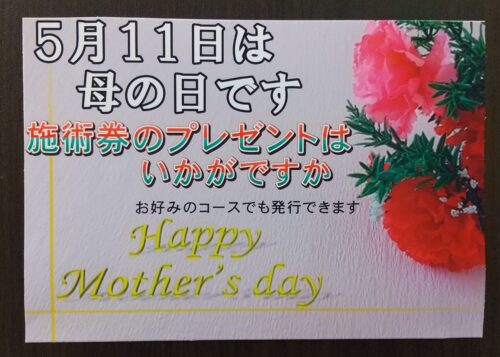 5月11日は
母の日です
施術券のプレゼントは
いかがですか
お好みのコースでも発行できます
Happy
Mother's day